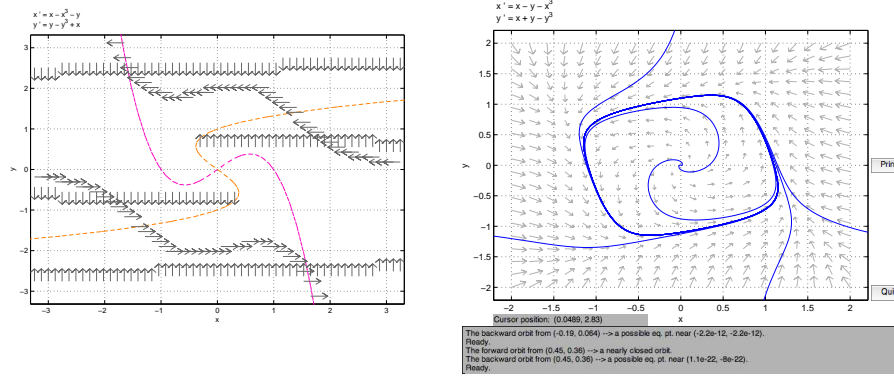 x ' = x - x³ - y
y ' = y - y³ + x
3
2
1
0
-1
-2
-3
y
-3 -2 -1 0 1 2 3
x
x ' = x - y - x³
y ' = x + y - y³
2
1.5
1
0.5
0
-0.5
-1
-1.5
-2
y
-2 -1.5 -1 -0.5 0 0.5 1 1.5 2
x
Prin
Qui
Cursor position: (0.0489, 2.83)
The backward orbit from (-0.19, 0.064) --> a possible eq. pt. near (-2.2e-12, -2.2e-12).
Ready.
The forward orbit from (0.45, 0.36) --> a nearly closed orbit.
The backward orbit from (0.45, 0.36) --> a possible eq. pt. near (1.1e-22, -8e-22).
Ready.